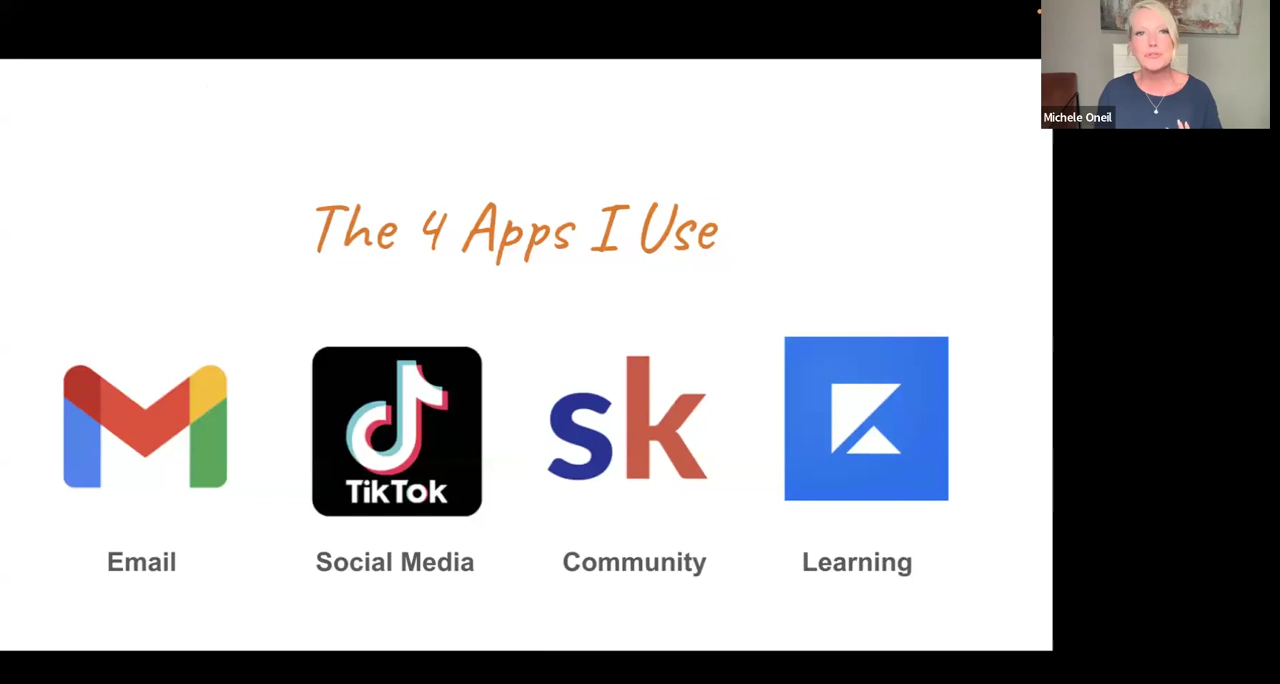 Michele Oneil
The 4 Apps I Use
TikTok
sk
Email
Social Media
Community
Learning